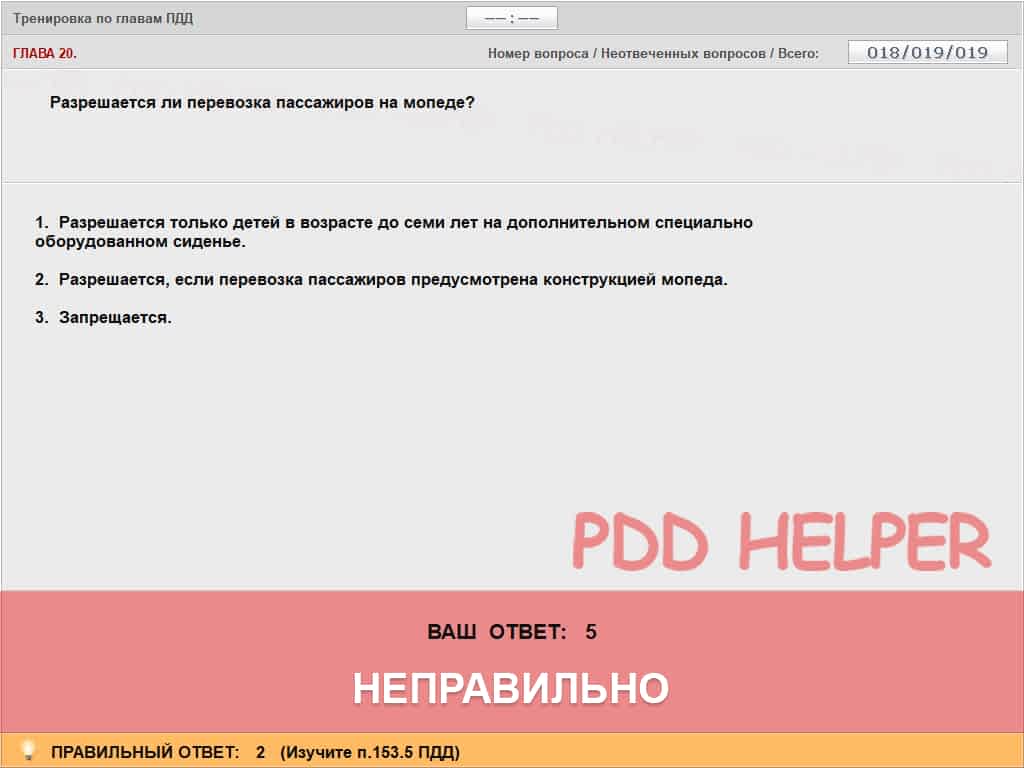 Тренировка по главам ПДД
–– : ––
ГЛАВА 20.
Номер вопроса / Неотвеченных вопросов / Всего:
018/019/019
Разрешается ли перевозка пассажиров на мопеде?
1. Разрешается только детей в возрасте до семи лет на дополнительном специально
оборудованном сиденье.
2. Разрешается, если перевозка пассажиров предусмотрена конструкцией мопеда.
3. Запрещается.
PDD HELPER
ВАШ ОТВЕТ: 5
НЕПРАВИЛЬНО
ПРАВИЛЬНЫЙ ОТВЕТ: 2 (Изучите п.153.5 ПДД)